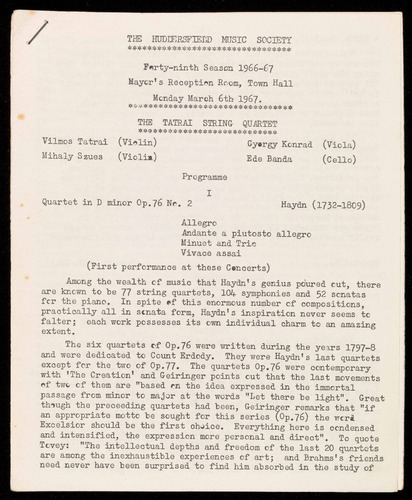 THE HUDDERSFIELD MUSIC SOCIETY
****************************************
Forty-ninth Season 1966-67
Mayor's Reception Room, Town Hall
Monday March 6th 1967.
****************************************
THE TATRAI STRING QUARTET
*********************************
Vilmos Tatrai (Violin) Gyorgy Konrad (Viola)
Mihaly Szues (Violin) Ede Banda (Cello)
Programme
I
Quartet in D minor Op.76 No. 2 Haydn (1732-1809)
Allegro
Andante a piutosto allegro
Minuet and Trio
Vivace assai
(First performance at these Concerts)
Among the wealth of music that Haydn's genius poured out, there
are known to be 77 string quartets, 104 symphonies and 52 sonatas
for the piano. In spite of this enormous number of compositions,
practically all in sonata form, Haydn's inspiration never seems to
falter; each work possesses its own individual charm to an amazing
extent.
The six quartets of Op.76 were written during the years 1797-8
and were dedicated to Count Erdody. They were Haydn's last quartets
except for the two of Op.77. The quartets Op.76 were contemporary
with 'The Creation' and Geiringer points out that the last movements
of two of them are "based on the idea expressed in the immortal
passage from minor to major at the words "Let there be light". Great
though the preceeding quartets had been, Geiringer remarks that "if
an appropriate motto be sought for this series (Op.76) the word
Excelsior should be the first choice. Everything here is condensed
and intensified, the expression more personal and direct". To quote
Tovey: "The intellectual depths and freedom of the last 20 quartets
are among the inexhaustible experiences of art; and Brahms's friends
need never have been surprised to find him absorbed in the study of